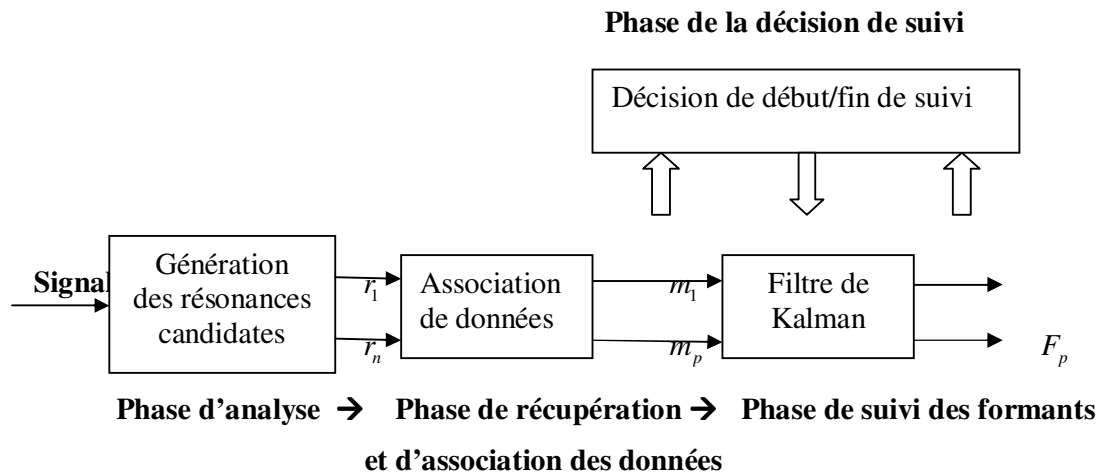 Phase de la décision de suivi
Décision de début/fin de suivi
Signal
Génération
des résonances
candidates
r₁
rₙ
Association
de données
m₁
mₚ
Filtre de
Kalman
Fₚ
Phase d'analyse → Phase de récupération → Phase de suivi des formants
et d'association des données